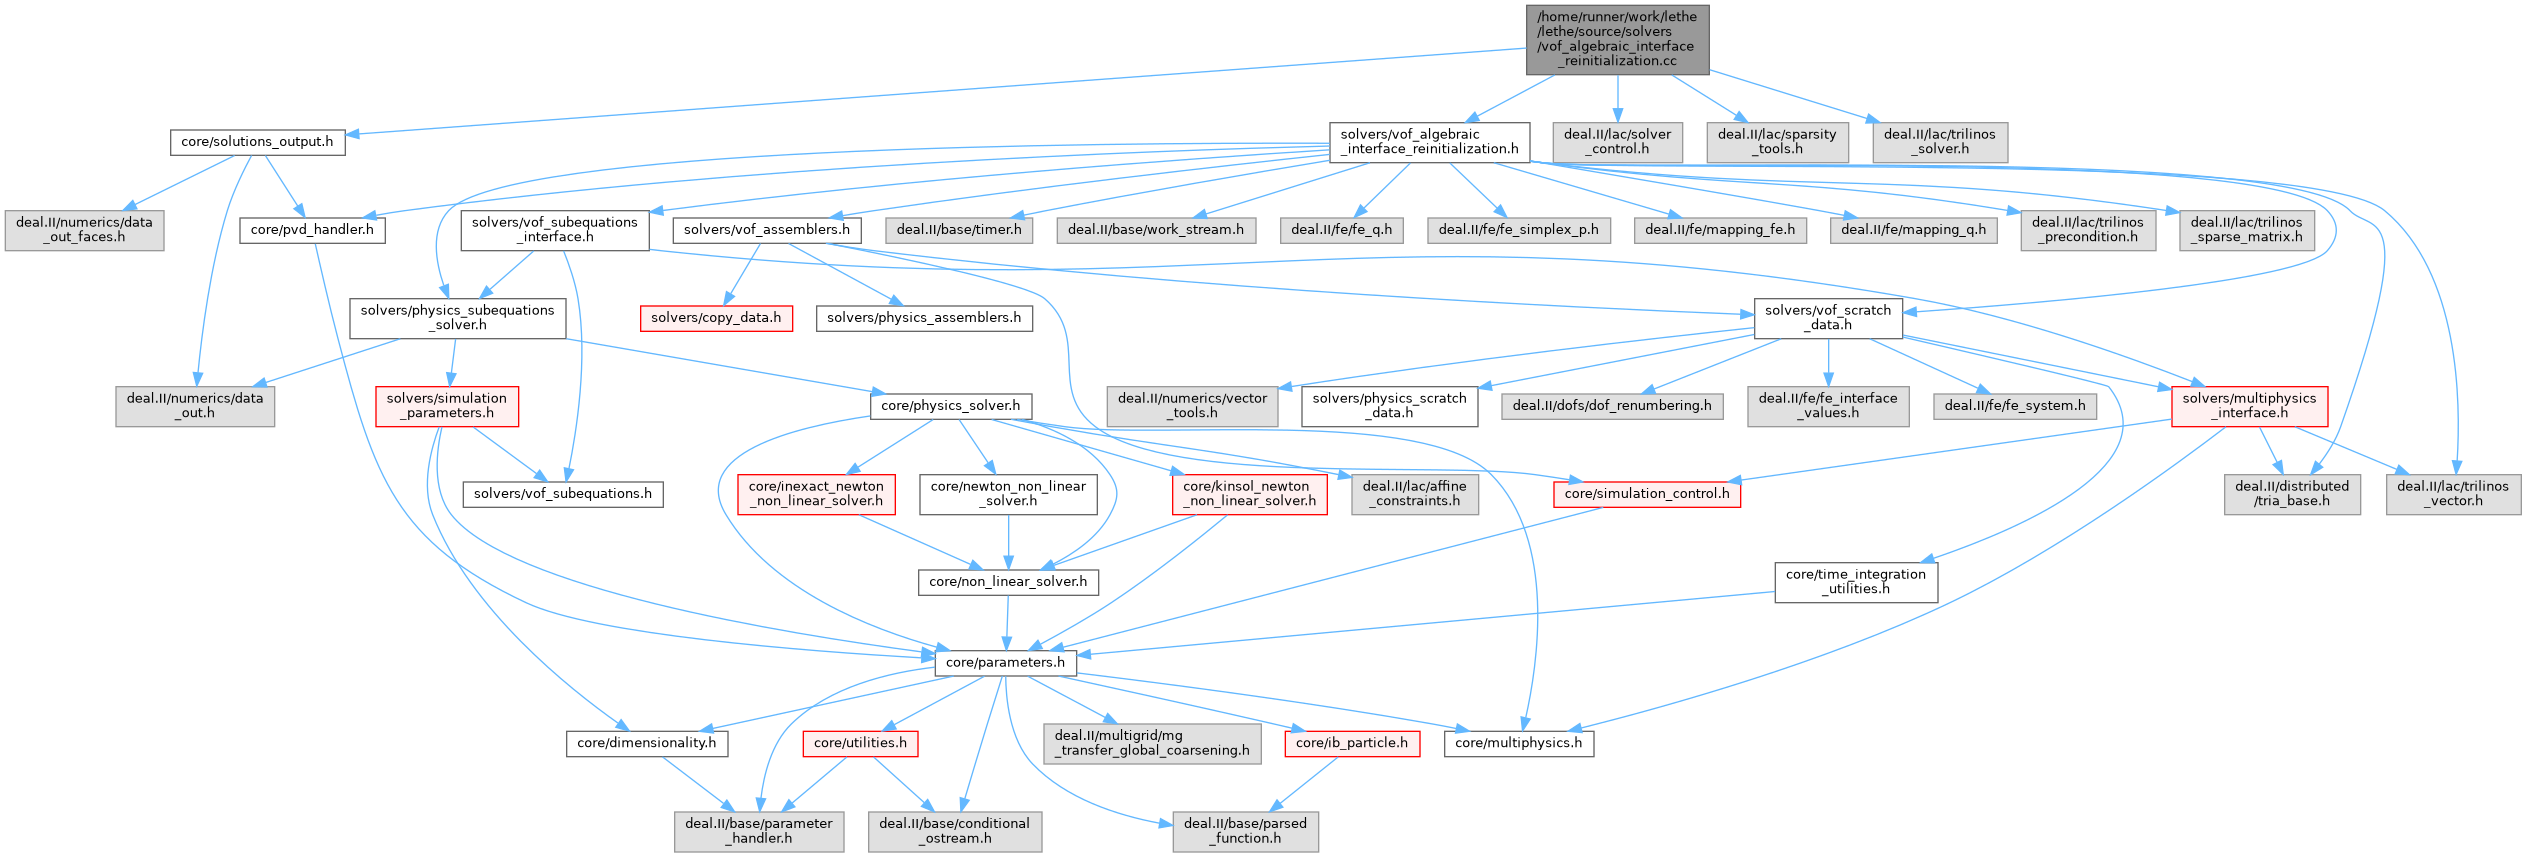 /home/runner/work/lethe
/lethe/source/solvers
/vof_algebraic_interface
_reinitialization.cc
core/solutions_output.h
solvers/vof_algebraic
_interface_reinitialization.h
deal.II/lac/solver
_control.h
deal.II/lac/sparsity
_tools.h
deal.II/lac/trilinos
_solver.h
deal.II/numerics/data
_out_faces.h
core/pvd_handler.h
solvers/vof_subequations
_interface.h
solvers/vof_assemblers.h
deal.II/base/timer.h
deal.II/base/work_stream.h
deal.II/fe/fe_q.h
deal.II/fe/fe_simplex_p.h
deal.II/fe/mapping_fe.h
deal.II/fe/mapping_q.h
deal.II/lac/trilinos
_precondition.h
deal.II/lac/trilinos
_sparse_matrix.h
solvers/physics_subequations
_solver.h
solvers/copy_data.h
solvers/physics_assemblers.h
solvers/vof_scratch
_data.h
deal.II/numerics/data
_out.h
solvers/simulation
_parameters.h
core/physics_solver.h
deal.II/numerics/vector
_tools.h
solvers/physics_scratch
_data.h
deal.II/dofs/dof_renumbering.h
deal.II/fe/fe_interface
_values.h
deal.II/fe/fe_system.h
solvers/multiphysics
_interface.h
solvers/vof_subequations.h
core/inexact_newton
_non_linear_solver.h
core/newton_non_linear
_solver.h
core/kinsol_newton
_non_linear_solver.h
deal.II/lac/affine
_constraints.h
core/simulation_control.h
deal.II/distributed
/tria_base.h
deal.II/lac/trilinos
_vector.h
core/non_linear_solver.h
core/time_integration
_utilities.h
core/parameters.h
core/dimensionality.h
core/utilities.h
deal.II/multigrid/mg
_transfer_global_coarsening.h
core/ib_particle.h
core/multiphysics.h
deal.II/base/parameter
_handler.h
deal.II/base/conditional
_ostream.h
deal.II/base/parsed
_function.h